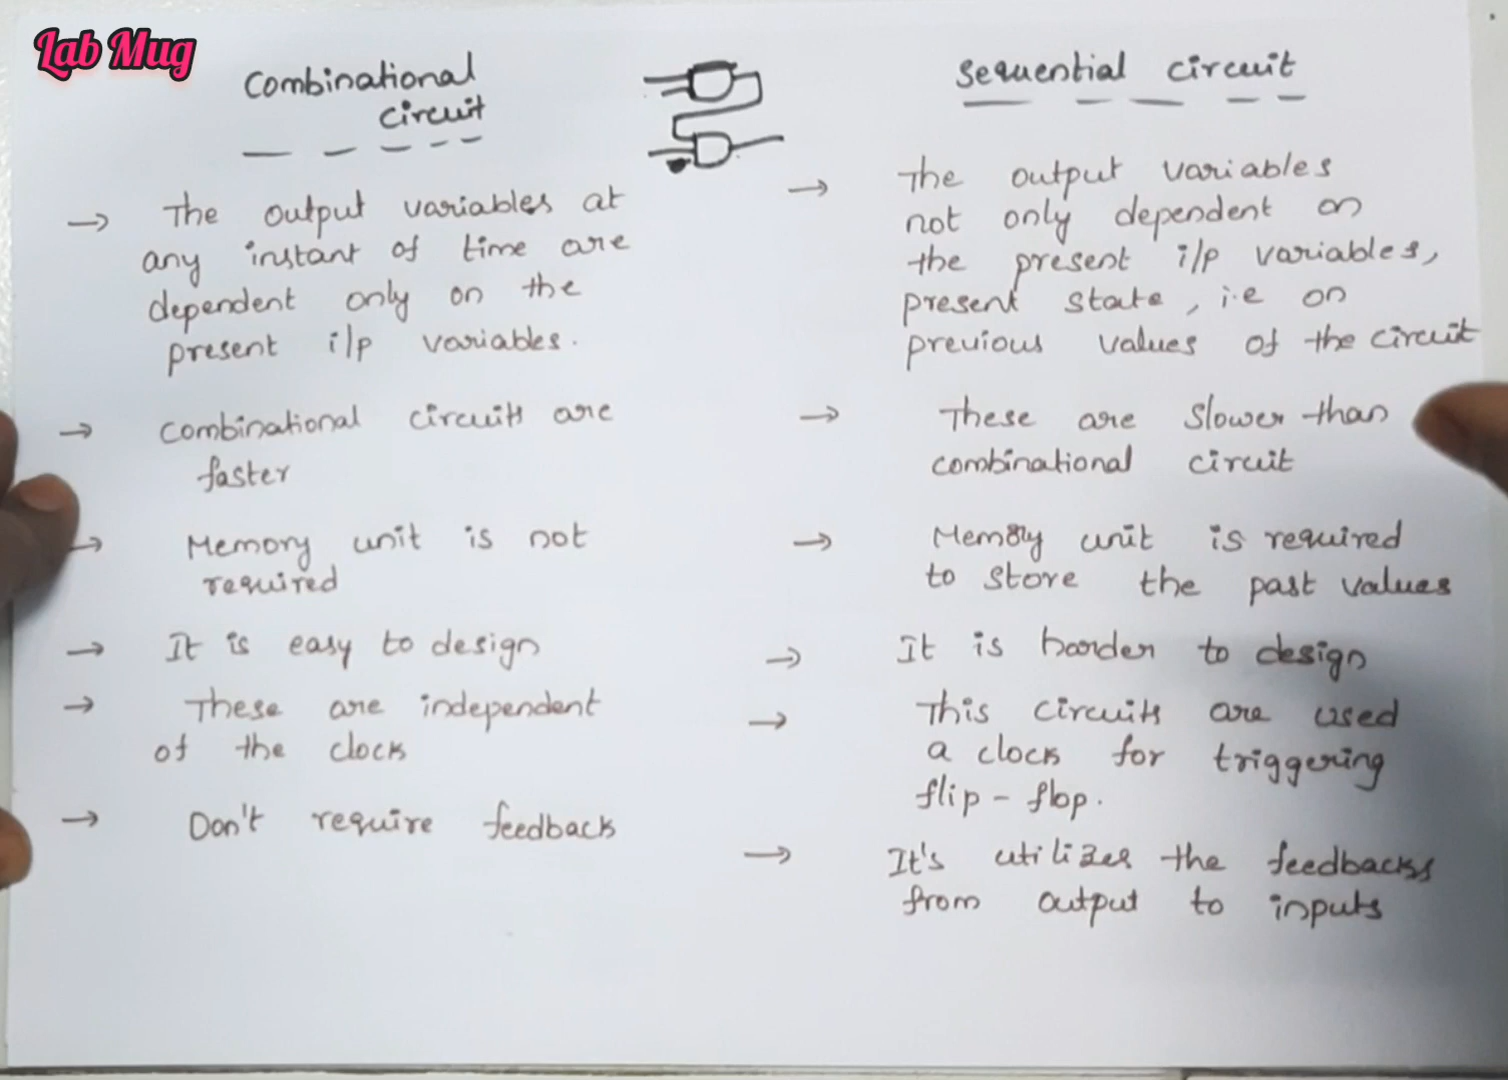 Lab Mug
Combinational
circuit
→ The output variables at
any instant of time are
dependent only on the
present i/p variables.
→ Combinational circuits are
faster
→ Memory unit is not
required
→ It is easy to design
→ These are independent
of the clock
→ Don't require feedback
Sequential circuit
→ The output variables
not only dependent on
the present i/p variables,
present state, i.e on
previous values of the circuit
→ These are slower than
combinational circuit
→ Memory unit is required
to store the past values
→ It is harder to design
→ This circuits are used
a clock for triggering
flip-flop.
→ It's utilizes the feedbacks
from output to inputs